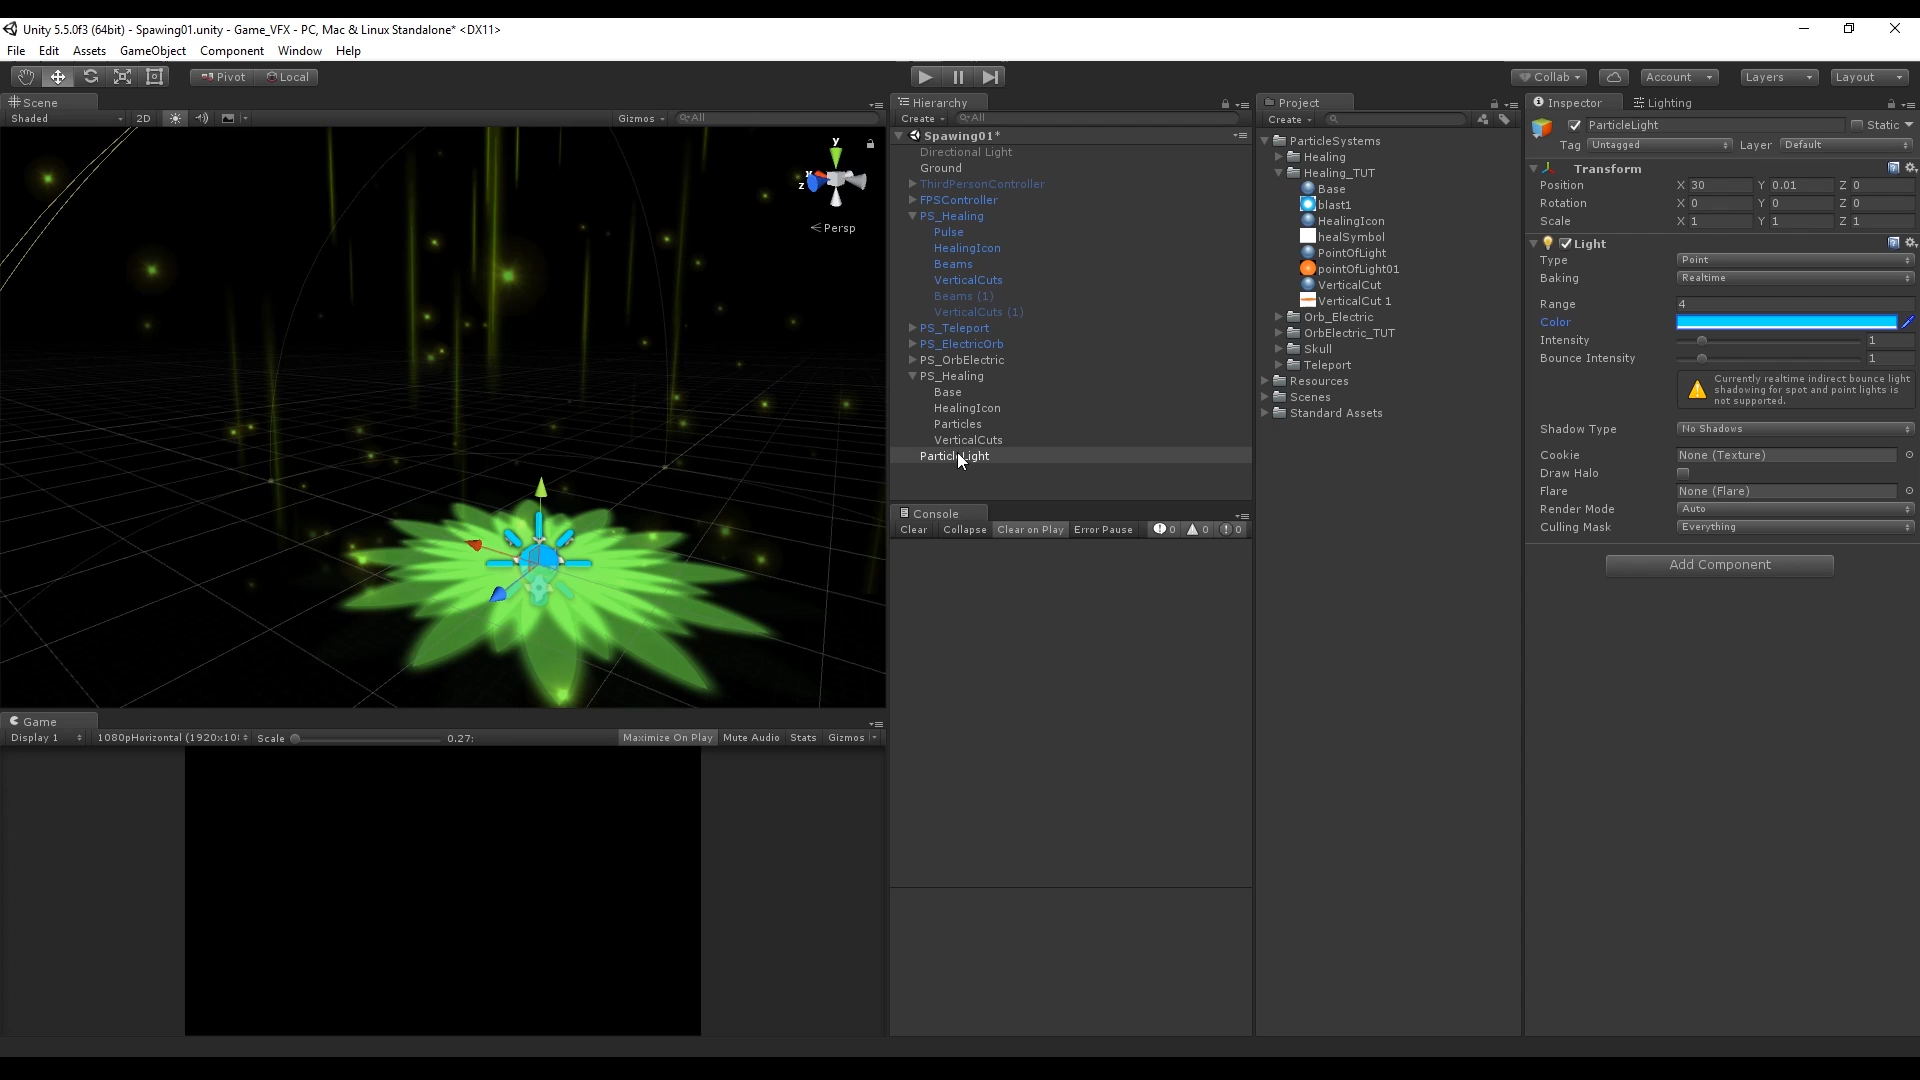 Unity 5.5.0f3 (64bit) - Spawing01.unity - Game_VFX - PC, Mac & Linux Standalone* <DX11>
File Edit Assets GameObject Component Window Help
Pivot Local Collab Account Layers Layout
Scene
Shaded 2D Gizmos All
y
x
z
Persp
Game
Display 1 1080pHorizontal (1920x10 Scale 0.27: Maximize On Play Mute Audio Stats Gizmos
Hierarchy
Create All
Spawing01*
Directional Light
Ground
ThirdPersonController
FPSController
PS_Healing
Pulse
HealingIcon
Beams
VerticalCuts
Beams (1)
VerticalCuts (1)
PS_Teleport
PS_ElectricOrb
PS_OrbElectric
PS_Healing
Base
HealingIcon
Particles
VerticalCuts
ParticleLight
Console
Clear Collapse Clear on Play Error Pause 0 0 0
Project
Create
ParticleSystems
Healing
Healing_TUT
Base
blast1
HealingIcon
healSymbol
PointOfLight
pointOfLight01
VerticalCut
VerticalCut 1
Orb_Electric
OrbElectric_TUT
Skull
Teleport
Resources
Scenes
Standard Assets
Inspector Lighting
ParticleLight Static
Tag Untagged Layer Default
Transform
Position X 30 Y 0.01 Z 0
Rotation X 0 Y 0 Z 0
Scale X 1 Y 1 Z 1
Light
Type Point
Baking Realtime
Range 4
Color
Intensity 1
Bounce Intensity 1
Currently realtime indirect bounce light
shadowing for spot and point lights is
not supported.
Shadow Type No Shadows
Cookie None (Texture)
Draw Halo
Flare None (Flare)
Render Mode Auto
Culling Mask Everything
Add Component